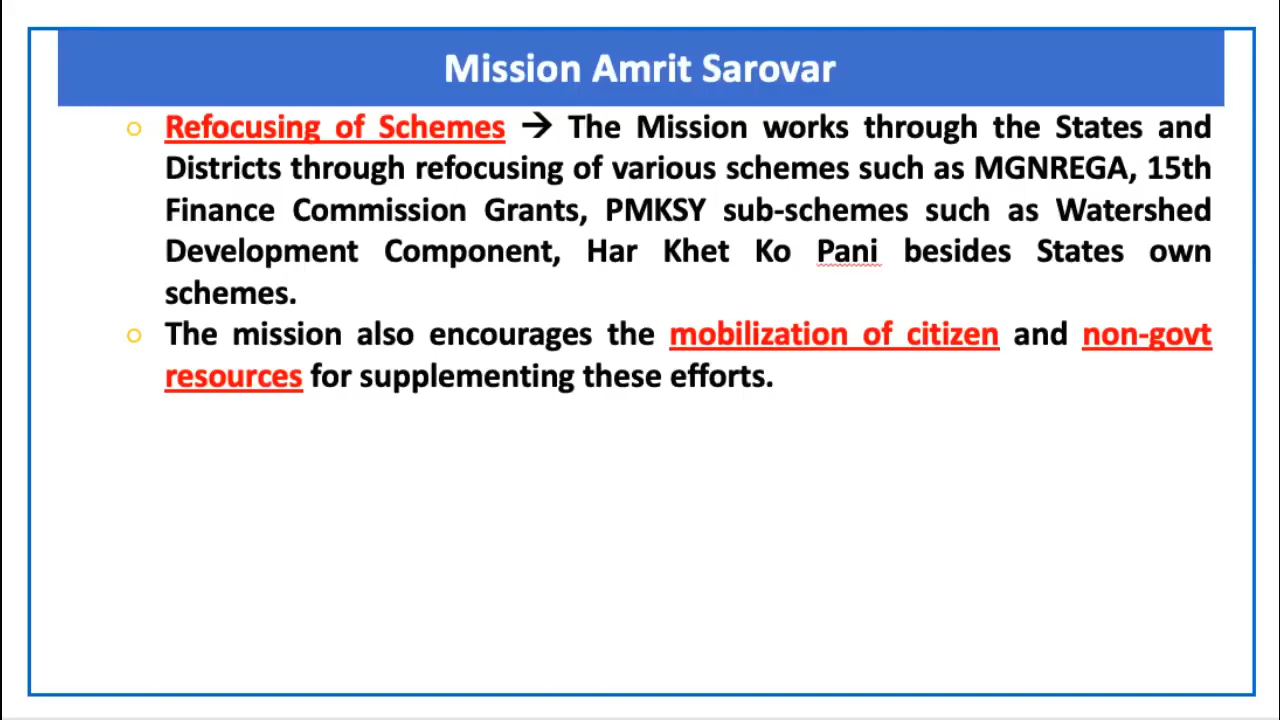 Mission Amrit Sarovar
○ Refocusing of Schemes → The Mission works through the States and
Districts through refocusing of various schemes such as MGNREGA, 15th
Finance Commission Grants, PMKSY sub-schemes such as Watershed
Development Component, Har Khet Ko Pani besides States own
schemes.
○ The mission also encourages the mobilization of citizen and non-govt
resources for supplementing these efforts.